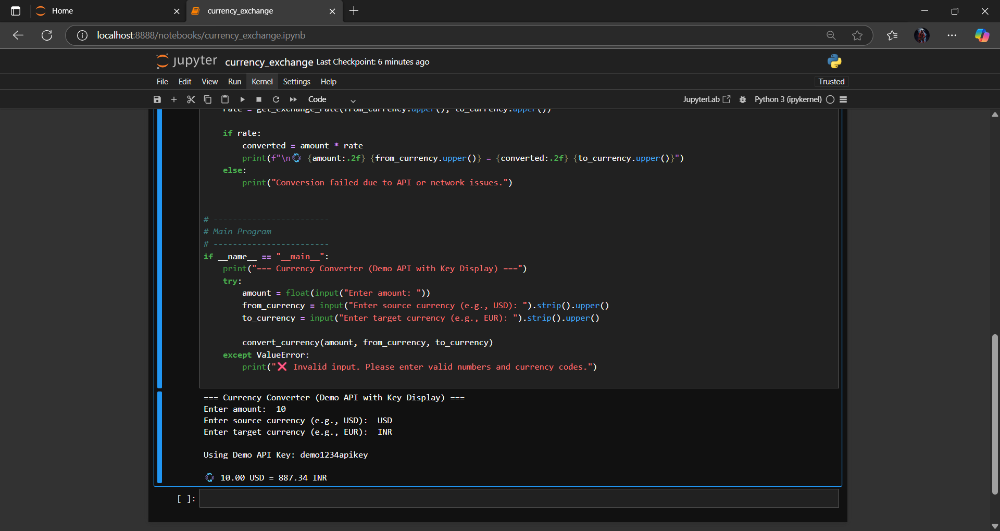 Home
currency_exchange
localhost:8888/notebooks/currency_exchange.ipynb
jupyter currency_exchange Last Checkpoint: 6 minutes ago
File Edit View Run Kernel Settings Help Trusted
Code JupyterLab Python 3 (ipykernel)
rate = get_exchange_rate(from_currency.upper(), to_currency.upper())
if rate:
converted = amount * rate
print(f"\n💱 {amount:.2f} {from_currency.upper()} = {converted:.2f} {to_currency.upper()}")
else:
print("Conversion failed due to API or network issues.")
# ------------------------
# Main Program
# ------------------------
if __name__ == "__main__":
print("=== Currency Converter (Demo API with Key Display) ===")
try:
amount = float(input("Enter amount: "))
from_currency = input("Enter source currency (e.g., USD): ").strip().upper()
to_currency = input("Enter target currency (e.g., EUR): ").strip().upper()
convert_currency(amount, from_currency, to_currency)
except ValueError:
print("❌ Invalid input. Please enter valid numbers and currency codes.")
=== Currency Converter (Demo API with Key Display) ===
Enter amount: 10
Enter source currency (e.g., USD): USD
Enter target currency (e.g., EUR): INR
Using Demo API Key: demo1234apikey
💱 10.00 USD = 887.34 INR
[ ]: